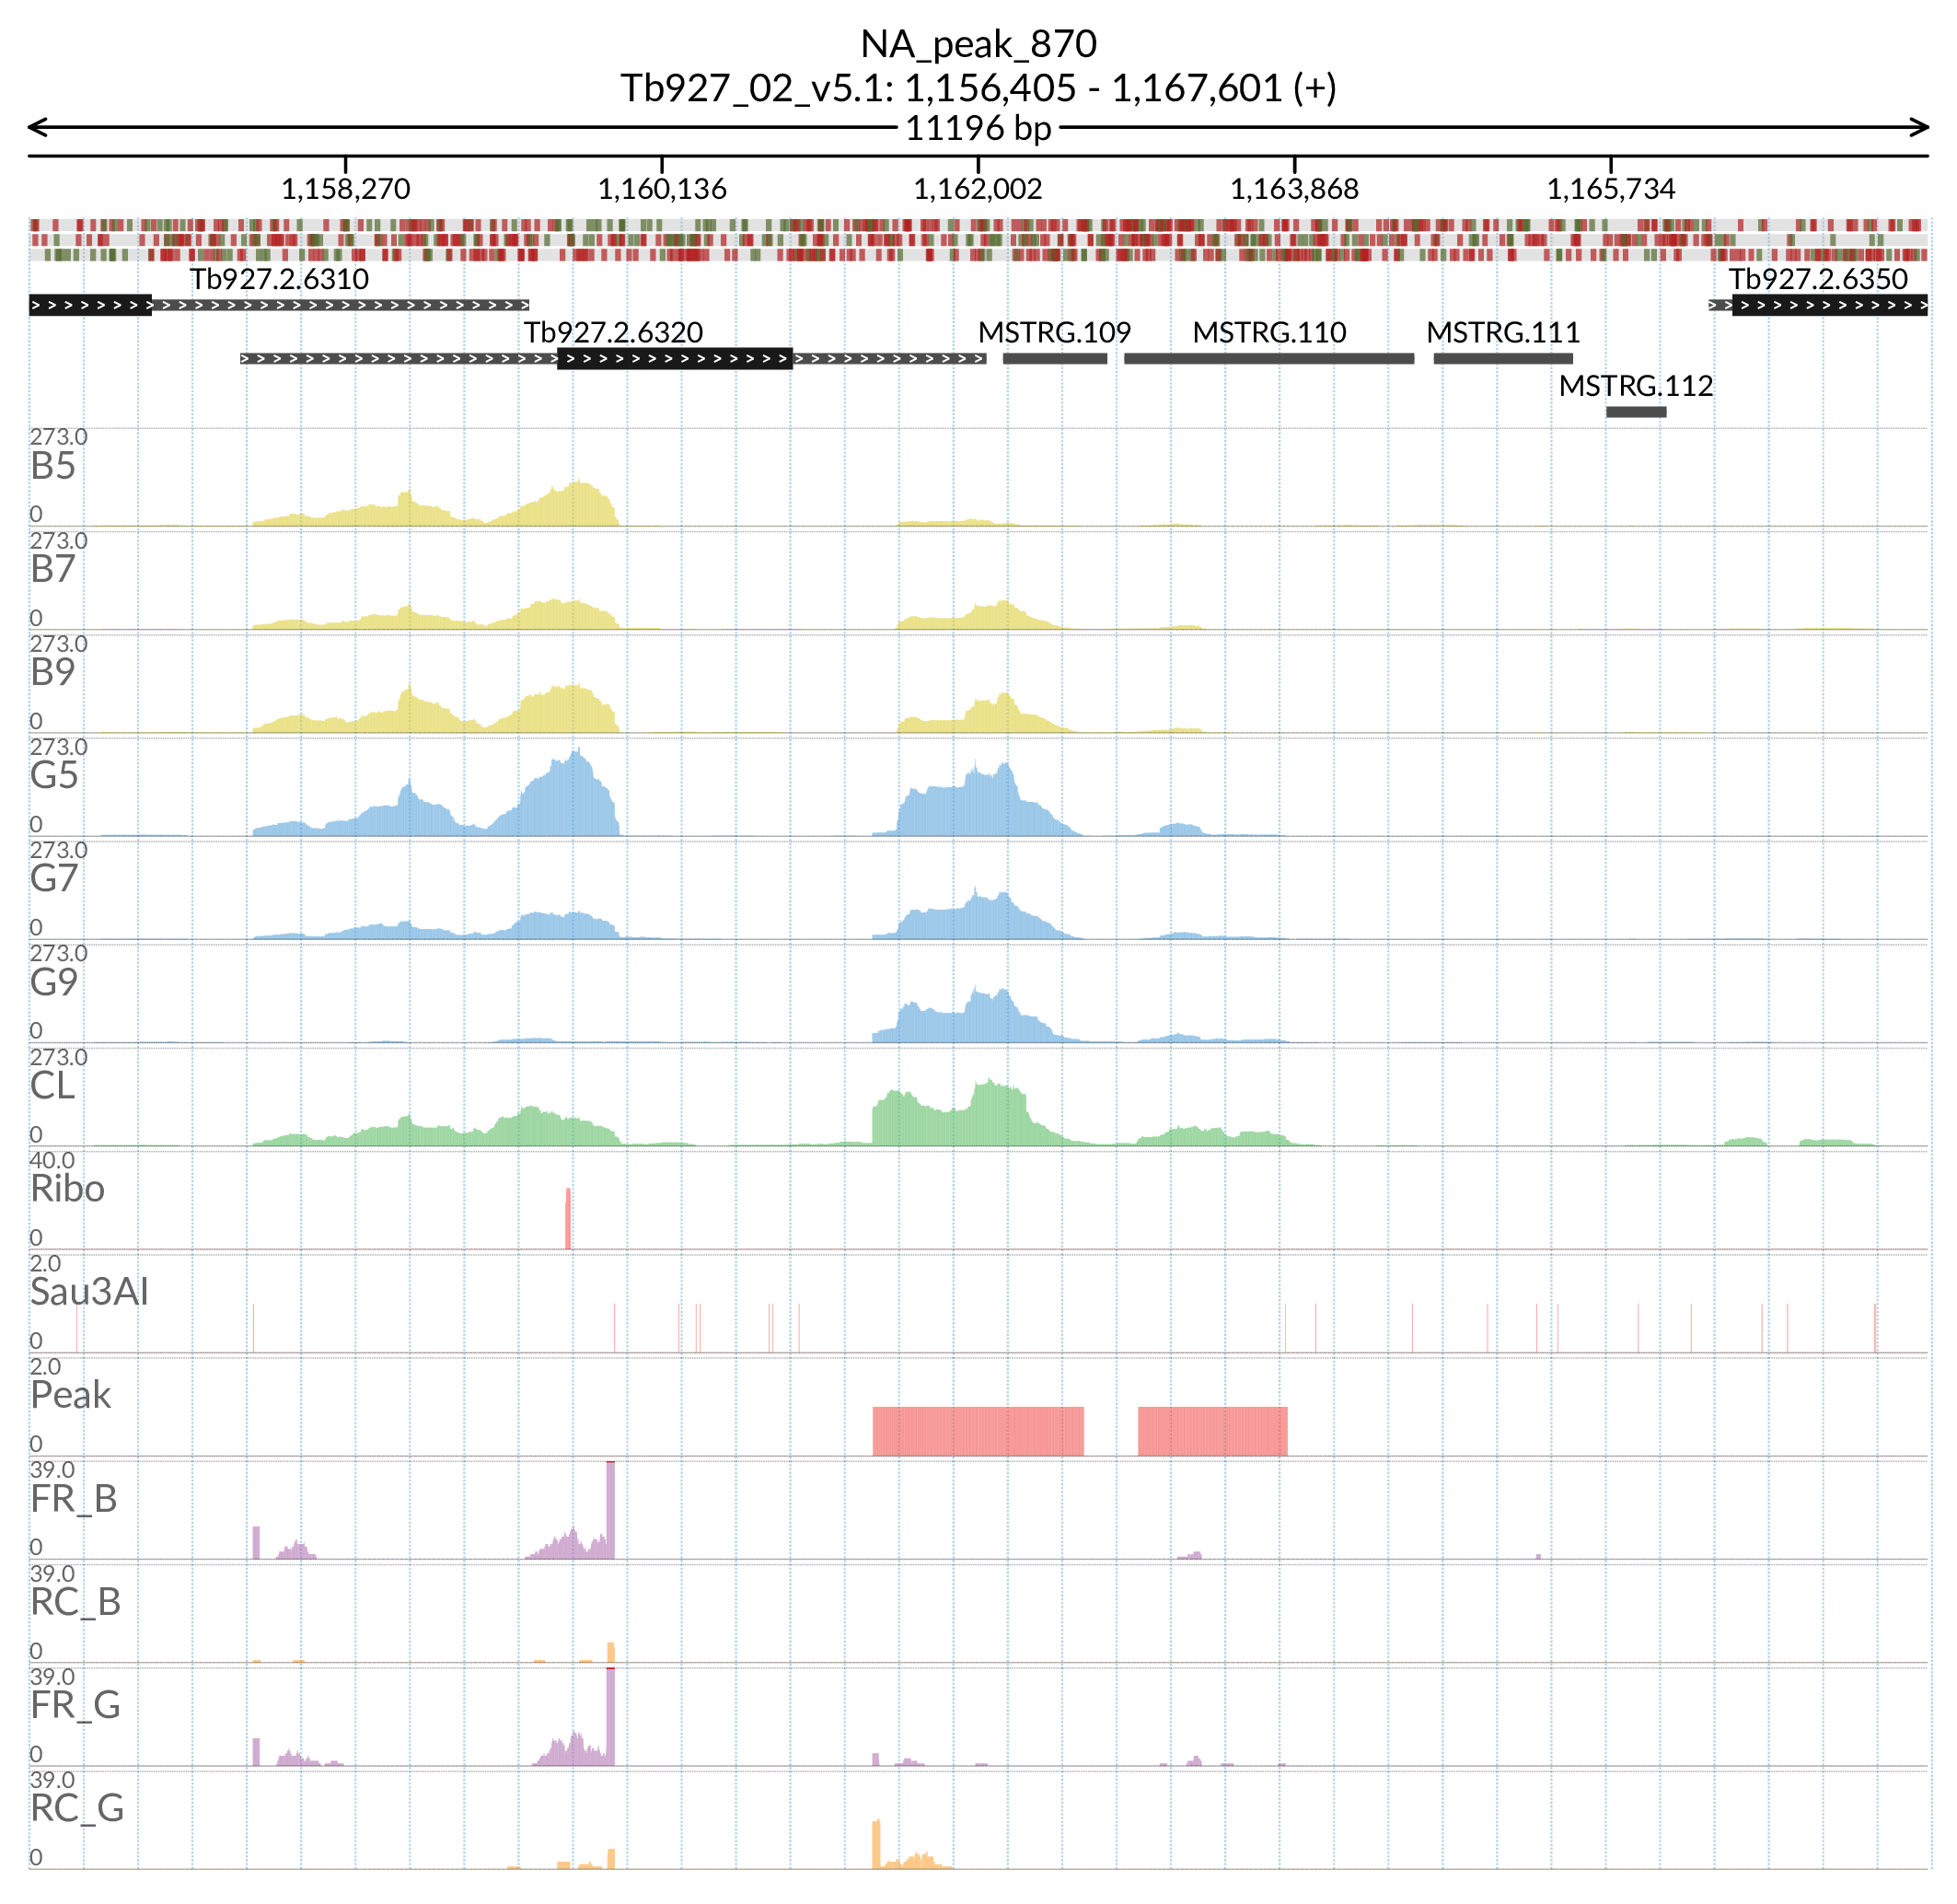 NA_peak_870
Tb927_02_v5.1: 1,156,405 - 1,167,601 (+)
11196 bp
1,158,270 1,160,136 1,162,002 1,163,868 1,165,734
Tb927.2.6310 Tb927.2.6350
Tb927.2.6320 MSTRG.109 MSTRG.110 MSTRG.111
MSTRG.112
273.0
B5
0
273.0
B7
0
273.0
B9
0
273.0
G5
0
273.0
G7
0
273.0
G9
0
273.0
CL
0
40.0
Ribo
0
2.0
Sau3AI
0
2.0
Peak
0
39.0
FR_B
0
39.0
RC_B
0
39.0
FR_G
0
39.0
RC_G
0